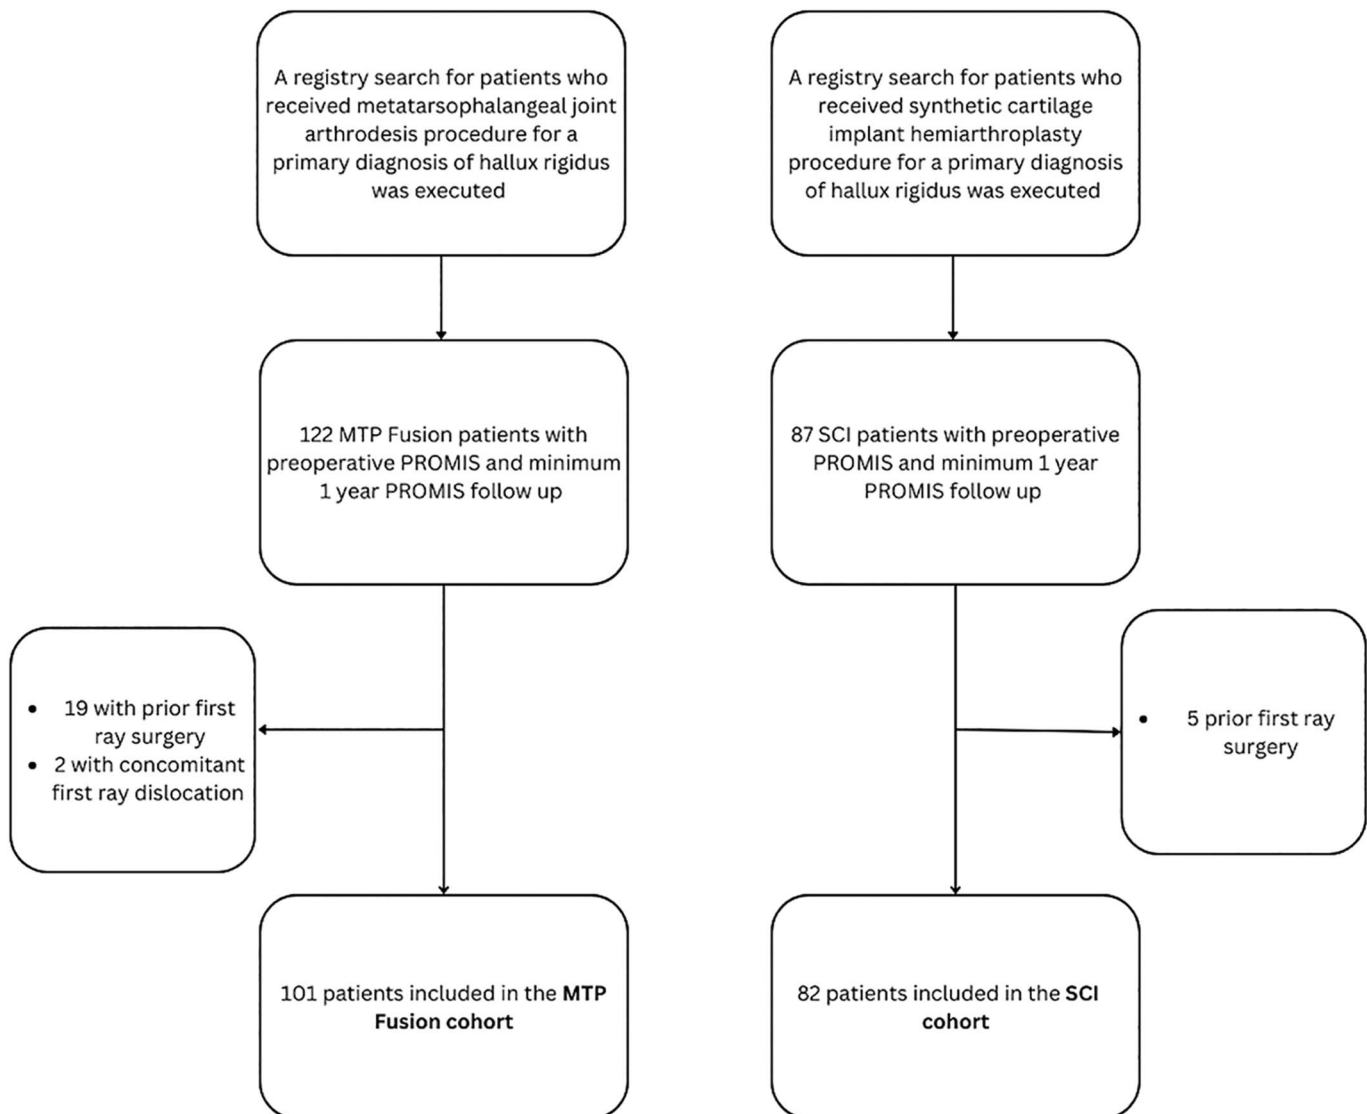 A registry search for patients who
received metatarsophalangeal joint
arthrodesis procedure for a
primary diagnosis of hallux rigidus
was executed
A registry search for patients who
received synthetic cartilage
implant hemiarthroplasty
procedure for a primary diagnosis
of hallux rigidus was executed
122 MTP Fusion patients with
preoperative PROMIS and minimum
1 year PROMIS follow up
87 SCI patients with preoperative
PROMIS and minimum 1 year
PROMIS follow up
• 19 with prior first
ray surgery
• 2 with concomitant
first ray dislocation
• 5 prior first ray
surgery
101 patients included in the MTP
Fusion cohort
82 patients included in the SCI
cohort